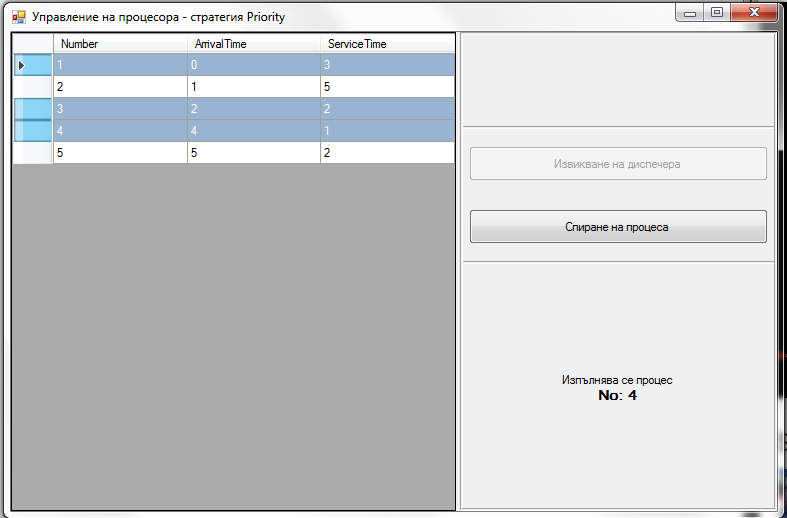 Управление на процесора - стратегия Priority
Number ArrivalTime ServiceTime
1 0 3
2 1 5
3 2 2
4 4 1
5 5 2
Извикване на диспечера
Спиране на процеса
Изпълнява се процес
No: 4